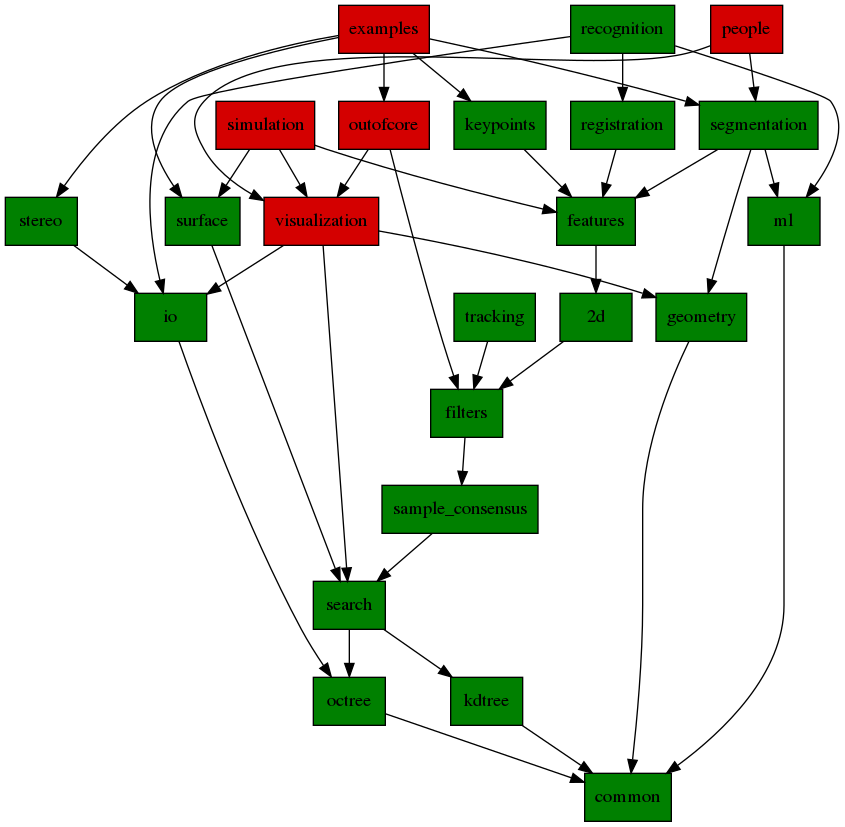 examples
recognition
people
simulation
outofcore
keypoints
registration
segmentation
stereo
surface
visualization
features
ml
io
tracking
2d
geometry
filters
sample_consensus
search
octree
kdtree
common